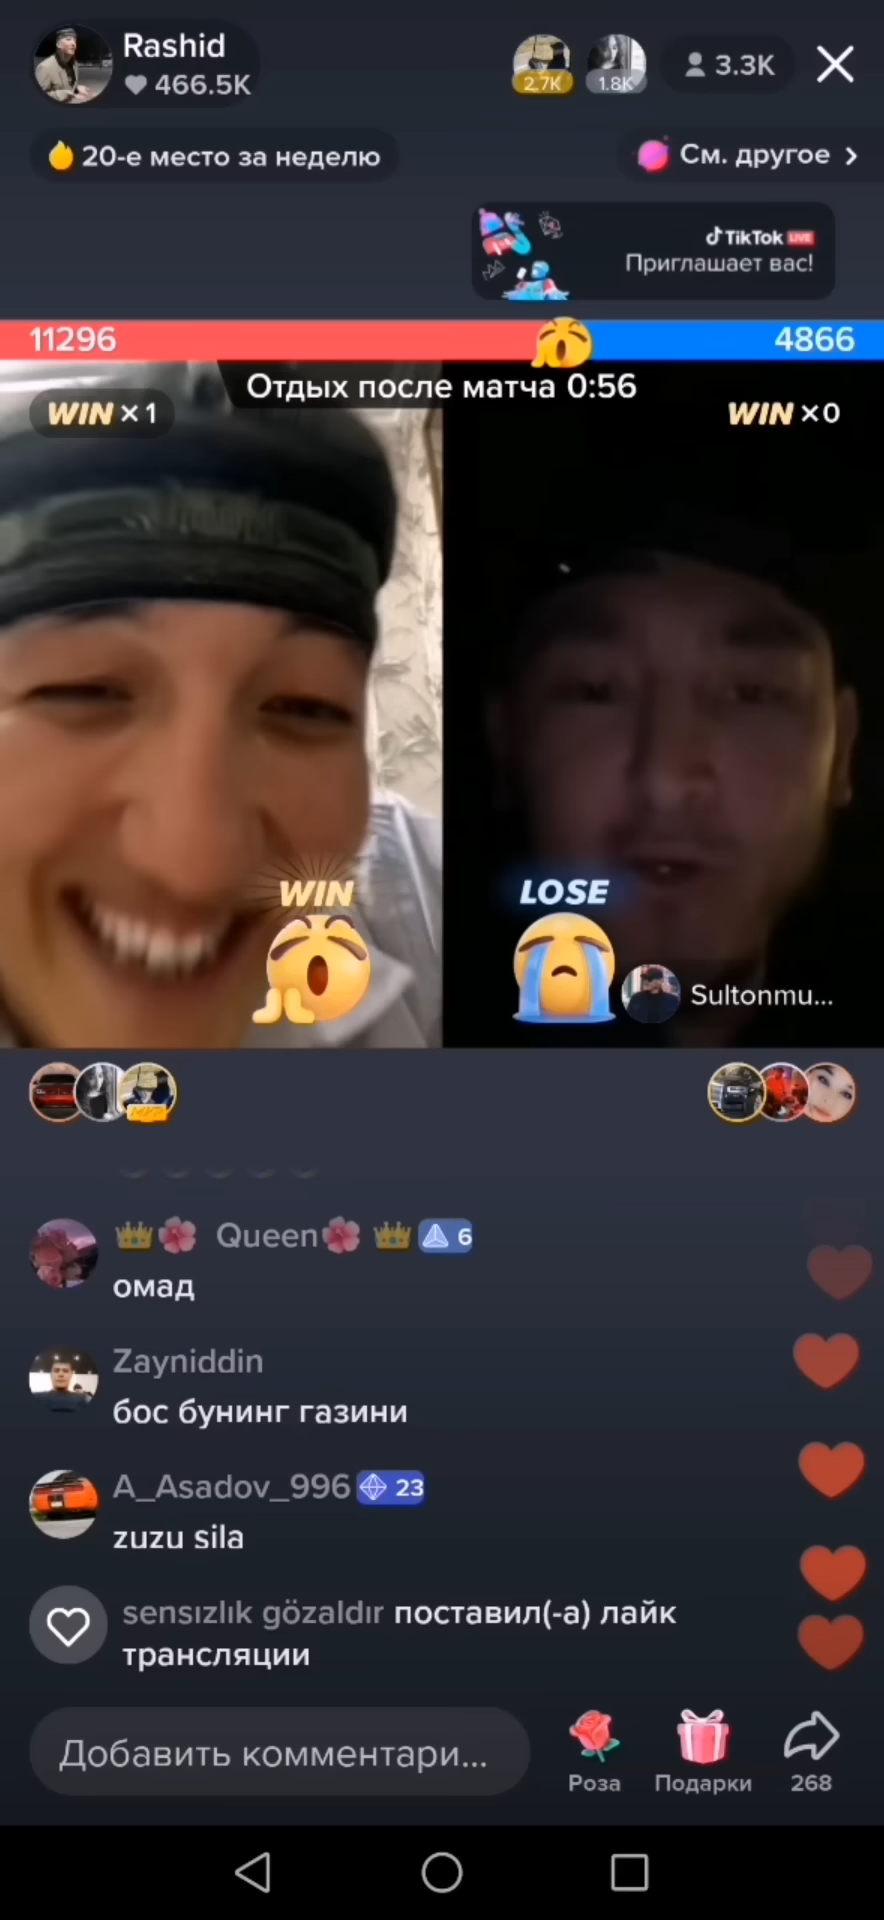 Rashid
466.5K
2.7K
1.8K
3.3K
20-е место за неделю
См. другое
TikTok LIVE
Приглашает вас!
11296
4866
Отдых после матча 0:56
WIN ×1
WIN ×0
WIN
LOSE
Sultonmu...
Queen 6
омад
Zayniddin
бос бунинг газини
A_Asadov_996 23
zuzu sila
sensızlık gözaldır поставил(-а) лайк
трансляции
Добавить комментари...
Роза
Подарки
268